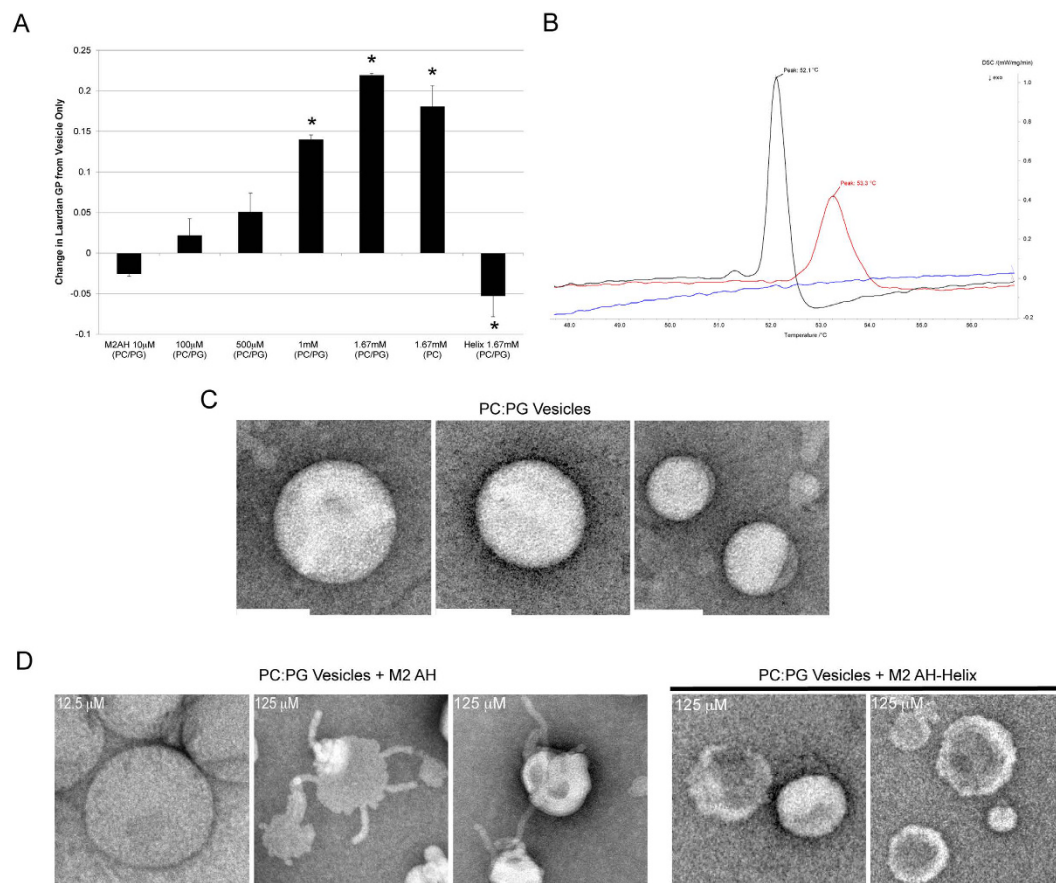 A
Change in Laurdan GP from Vesicle Only
0.25
0.2
0.15
0.1
0.05
0
-0.05
-0.1
*
*
*
*
M2AH 10µM
(PC/PG)
100µM
(PC/PG)
500µM
(PC/PG)
1mM
(PC/PG)
1.67mM
(PC/PG)
1.67mM
(PC)
Helix 1.67mM
(PC/PG)
B
DSC /(mW/mg/min)
↓ exo
Peak: 52.1 °C
Peak: 53.3 °C
1.0
0.8
0.6
0.4
0.2
0
-0.2
48.0 49.0 50.0 51.0 52.0 53.0 54.0 55.0 56.0
Temperature /°C
C
PC:PG Vesicles
D
PC:PG Vesicles + M2 AH
12.5 µM
125 µM
125 µM
PC:PG Vesicles + M2 AH-Helix
125 µM
125 µM